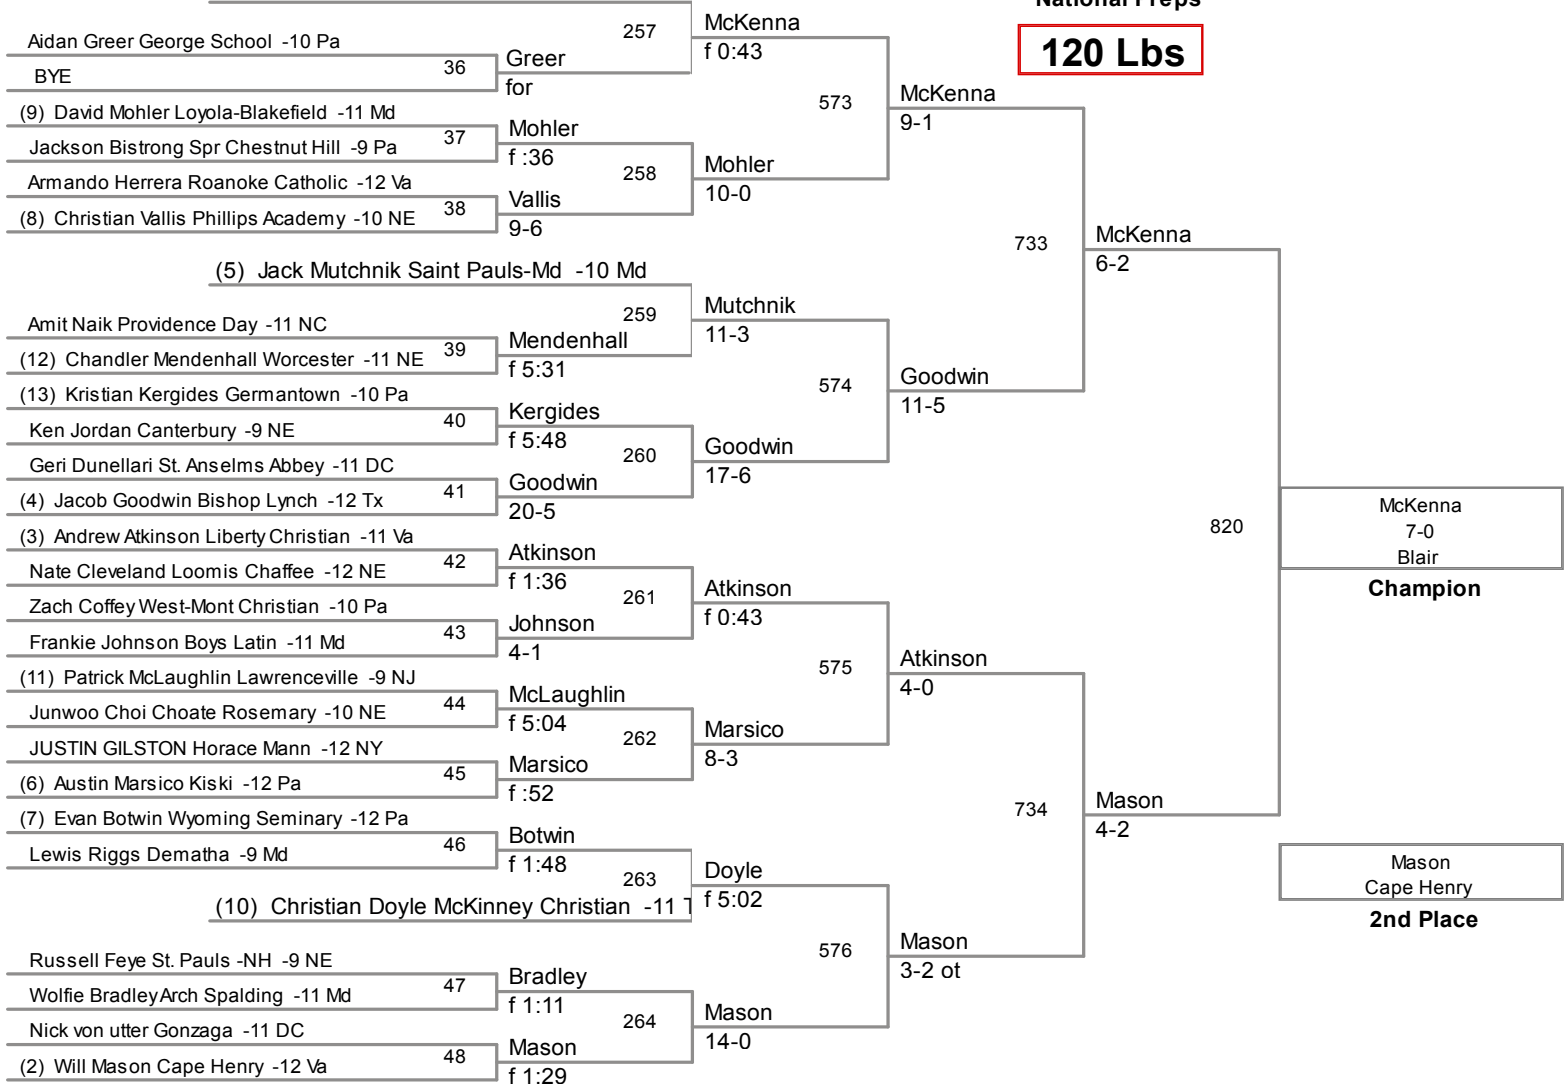 National Preps
120 Lbs
257
McKenna
f 0:43
Aidan Greer George School -10 Pa
BYE
36
Greer
for
(9) David Mohler Loyola-Blakefield -11 Md
Jackson Bistrong Spr Chestnut Hill -9 Pa
37
Mohler
f :36
573
McKenna
9-1
258
Mohler
10-0
Armando Herrera Roanoke Catholic -12 Va
(8) Christian Vallis Phillips Academy -10 NE
38
Vallis
9-6
733
McKenna
6-2
(5) Jack Mutchnik Saint Pauls-Md -10 Md
259
Mutchnik
11-3
Amit Naik Providence Day -11 NC
(12) Chandler Mendenhall Worcester -11 NE
39
Mendenhall
f 5:31
574
Goodwin
11-5
(13) Kristian Kergides Germantown -10 Pa
Ken Jordan Canterbury -9 NE
40
Kergides
f 5:48
260
Goodwin
17-6
Geri Dunellari St. Anselms Abbey -11 DC
(4) Jacob Goodwin Bishop Lynch -12 Tx
41
Goodwin
20-5
820
McKenna
7-0
Blair
Champion
(3) Andrew Atkinson Liberty Christian -11 Va
Nate Cleveland Loomis Chaffee -12 NE
42
Atkinson
f 1:36
261
Atkinson
f 0:43
Zach Coffey West-Mont Christian -10 Pa
Frankie Johnson Boys Latin -11 Md
43
Johnson
4-1
575
Atkinson
4-0
(11) Patrick McLaughlin Lawrenceville -9 NJ
Junwoo Choi Choate Rosemary -10 NE
44
McLaughlin
f 5:04
262
Marsico
8-3
JUSTIN GILSTON Horace Mann -12 NY
(6) Austin Marsico Kiski -12 Pa
45
Marsico
f :52
734
Mason
4-2
(7) Evan Botwin Wyoming Seminary -12 Pa
Lewis Riggs Dematha -9 Md
46
Botwin
f 1:48
263
Doyle
f 5:02
(10) Christian Doyle McKinney Christian -11
Mason
Cape Henry
2nd Place
576
Mason
3-2 ot
Russell Feye St. Pauls -NH -9 NE
Wolfie Bradley Arch Spalding -11 Md
47
Bradley
f 1:11
264
Mason
14-0
Nick von utter Gonzaga -11 DC
(2) Will Mason Cape Henry -12 Va
48
Mason
f 1:29